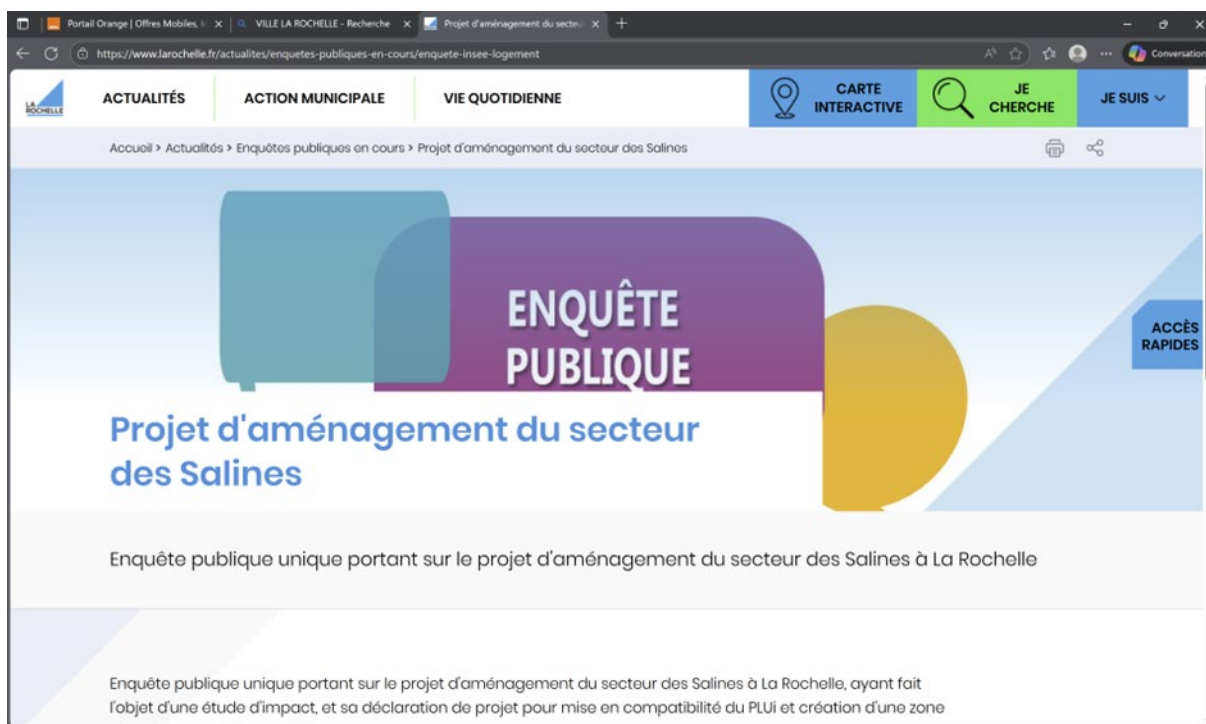 Portail Orange | Offres Mobiles, I
VILLE LA ROCHELLE - Recherche
Projet d'aménagement du secteu
https://www.larochelle.fr/actualites/enquetes-publiques-en-cours/enquete-insee-logement
Conversation
LA ROCHELLE
ACTUALITÉS
ACTION MUNICIPALE
VIE QUOTIDIENNE
CARTE
INTERACTIVE
JE
CHERCHE
JE SUIS
Accueil > Actualités > Enquêtes publiques en cours > Projet d'aménagement du secteur des Salines
ENQUÊTE
PUBLIQUE
ACCÈS
RAPIDES
Projet d'aménagement du secteur
des Salines
Enquête publique unique portant sur le projet d'aménagement du secteur des Salines à La Rochelle
Enquête publique unique portant sur le projet d'aménagement du secteur des Salines à La Rochelle, ayant fait
l'objet d'une étude d'impact, et sa déclaration de projet pour mise en compatibilité du PLUi et création d'une zone